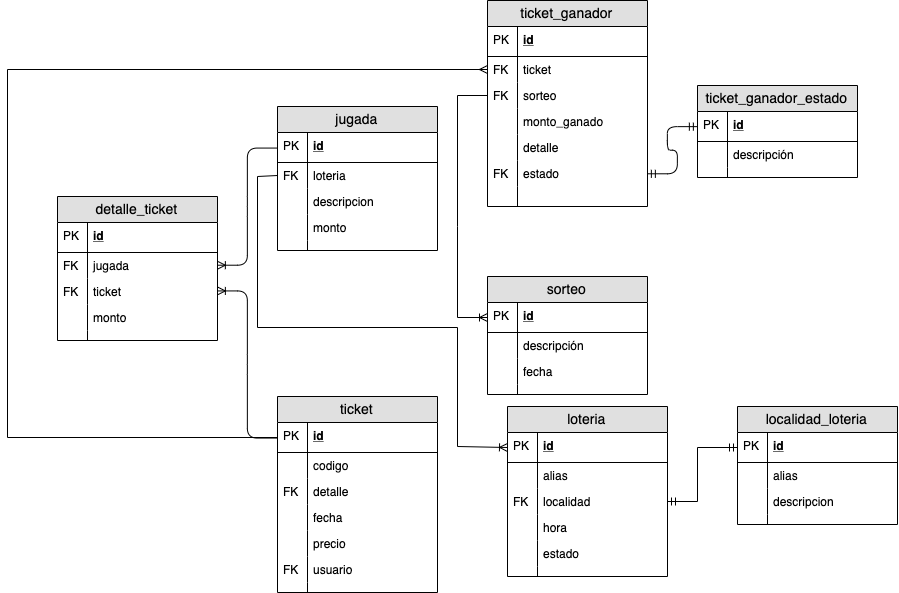 ticket_ganador
PK id
FK ticket
FK sorteo
monto_ganado
detalle
FK estado
ticket_ganador_estado
PK id
descripción
jugada
PK id
FK loteria
descripcion
monto
detalle_ticket
PK id
FK jugada
FK ticket
monto
sorteo
PK id
descripción
fecha
ticket
PK id
codigo
FK detalle
fecha
precio
FK usuario
loteria
PK id
alias
FK localidad
hora
estado
localidad_loteria
PK id
alias
descripcion